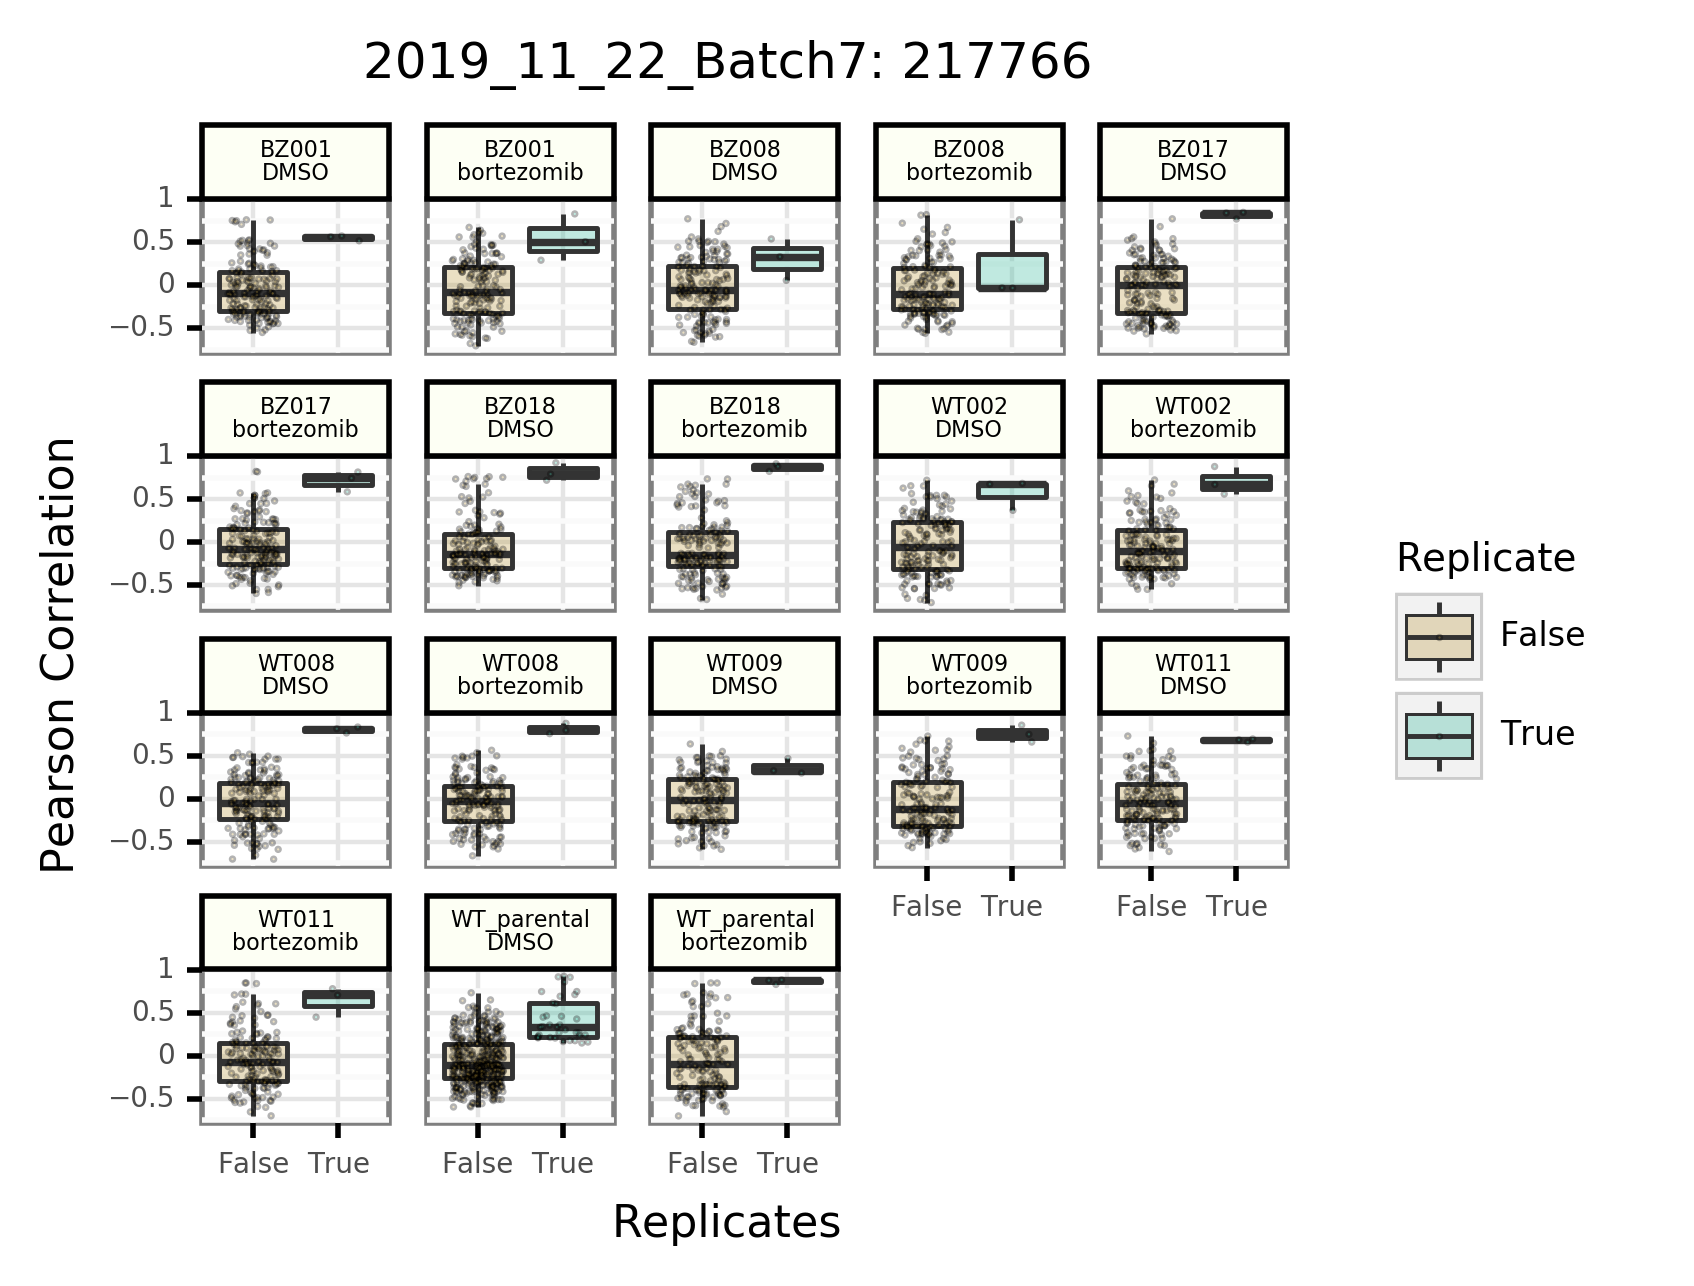 2019_11_22_Batch7: 217766
BZ001
DMSO
BZ001
bortezomib
BZ008
DMSO
BZ008
bortezomib
BZ017
DMSO
1
0.5
0
−0.5
BZ017
bortezomib
BZ018
DMSO
BZ018
bortezomib
WT002
DMSO
WT002
bortezomib
1
0.5
0
−0.5
WT008
DMSO
WT008
bortezomib
WT009
DMSO
WT009
bortezomib
WT011
DMSO
1
0.5
0
−0.5
False True
False True
WT011
bortezomib
WT_parental
DMSO
WT_parental
bortezomib
1
0.5
0
−0.5
False True
False True
False True
Replicates
Pearson Correlation
Replicate
False
True